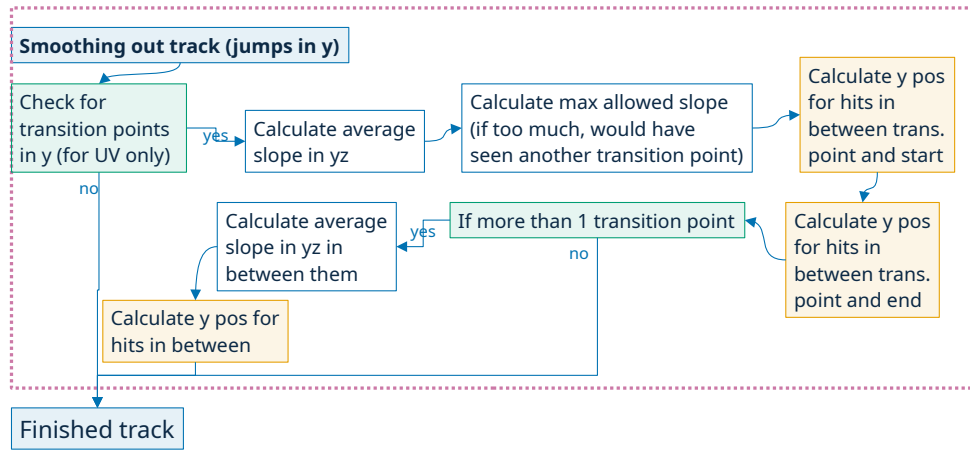 Smoothing out track (jumps in y)
Check for
transition points
in y (for UV only)
yes
no
Calculate average
slope in yz
Calculate max allowed slope
(if too much, would have
seen another transition point)
Calculate y pos
for hits in
between trans.
point and start
Calculate y pos
for hits in
between trans.
point and end
If more than 1 transition point
yes
no
Calculate average
slope in yz in
between them
Calculate y pos for
hits in between
Finished track